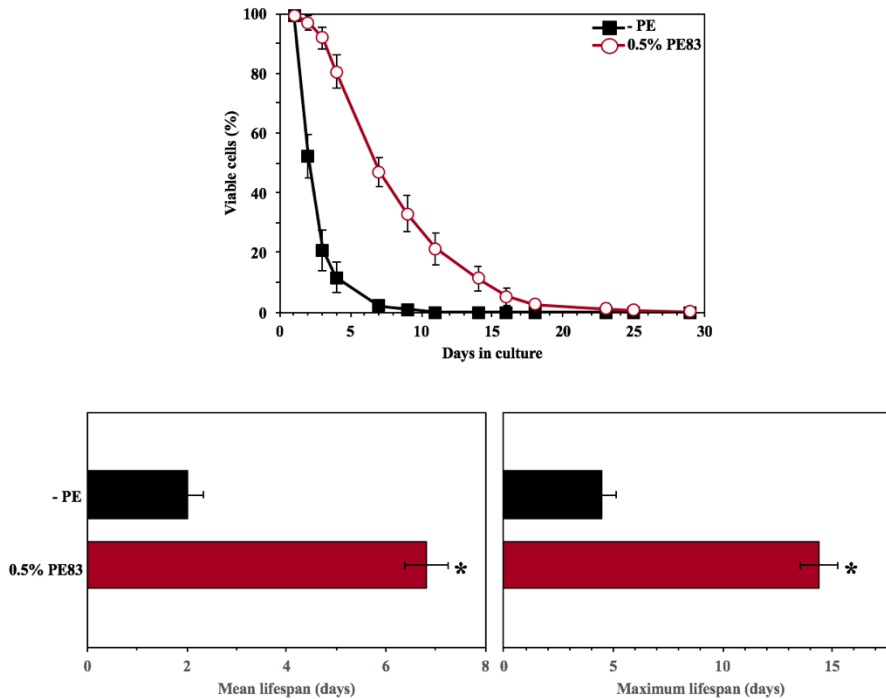 100
- PE
0.5% PE83
80
60
40
20
0
Viable cells (%)
0 5 10 15 20 25 30
Days in culture
- PE
0.5% PE83
*
*
0 2 4 6 8
Mean lifespan (days)
0 5 10 15
Maximum lifespan (days)